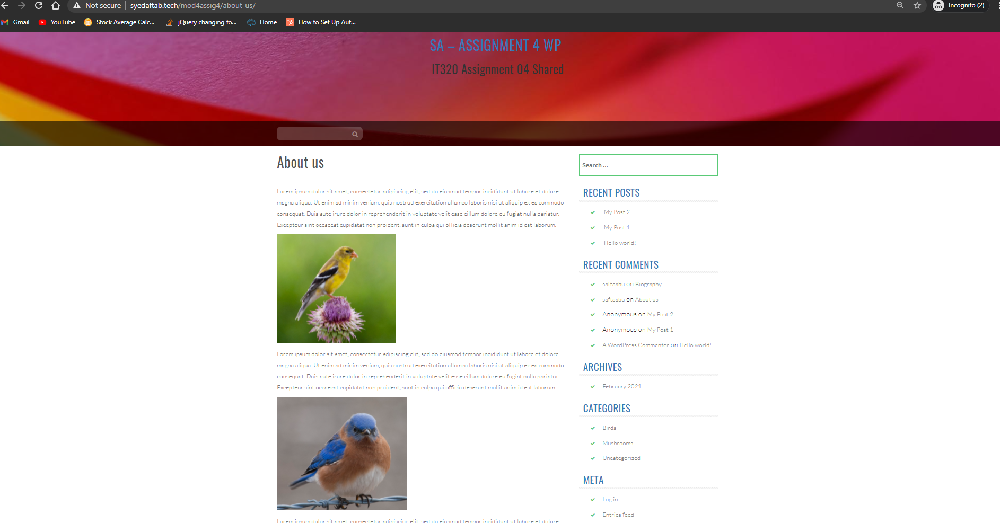 Not secure
syedaftab.tech/mod4assig4/about-us/
Incognito (2)
Gmail
YouTube
Stock Average Calc...
jQuery changing fo...
Home
How to Set Up Aut...
SA – ASSIGNMENT 4 WP
IT320 Assignment 04 Shared
About us
Lorem ipsum dolor sit amet, consectetur adipiscing elit, sed do eiusmod tempor incididunt ut labore et dolore
magna aliqua. Ut enim ad minim veniam, quis nostrud exercitation ullamco laboris nisi ut aliquip ex ea commodo
consequat. Duis aute irure dolor in reprehenderit in voluptate velit esse cillum dolore eu fugiat nulla pariatur.
Excepteur sint occaecat cupidatat non proident, sunt in culpa qui officia deserunt mollit anim id est laborum.
Lorem ipsum dolor sit amet, consectetur adipiscing elit, sed do eiusmod tempor incididunt ut labore et dolore
magna aliqua. Ut enim ad minim veniam, quis nostrud exercitation ullamco laboris nisi ut aliquip ex ea commodo
consequat. Duis aute irure dolor in reprehenderit in voluptate velit esse cillum dolore eu fugiat nulla pariatur.
Excepteur sint occaecat cupidatat non proident, sunt in culpa qui officia deserunt mollit anim id est laborum.
Lorem ipsum dolor sit amet, consectetur adipiscing elit, sed do eiusmod tempor incididunt ut labore et dolore
Search ...
RECENT POSTS
My Post 2
My Post 1
Hello world!
RECENT COMMENTS
saftaabu on Biography
saftaabu on About us
Anonymous on My Post 2
Anonymous on My Post 1
A WordPress Commenter on Hello world!
ARCHIVES
February 2021
CATEGORIES
Birds
Mushrooms
Uncategorized
META
Log in
Entries feed